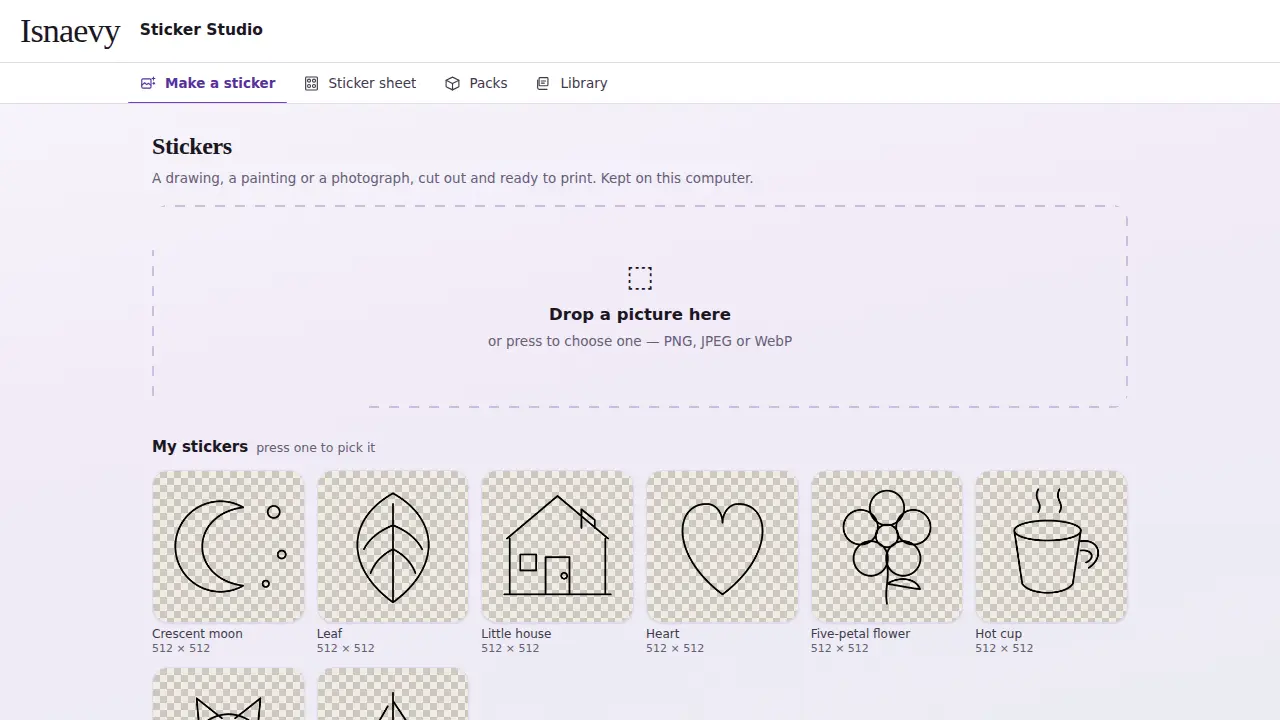 Isnaevy
Sticker Studio
Make a sticker
Sticker sheet
Packs
Library
Stickers
A drawing, a painting or a photograph, cut out and ready to print. Kept on this computer.
Drop a picture here
or press to choose one — PNG, JPEG or WebP
My stickers press one to pick it
Crescent moon
512 × 512
Leaf
512 × 512
Little house
512 × 512
Heart
512 × 512
Five-petal flower
512 × 512
Hot cup
512 × 512